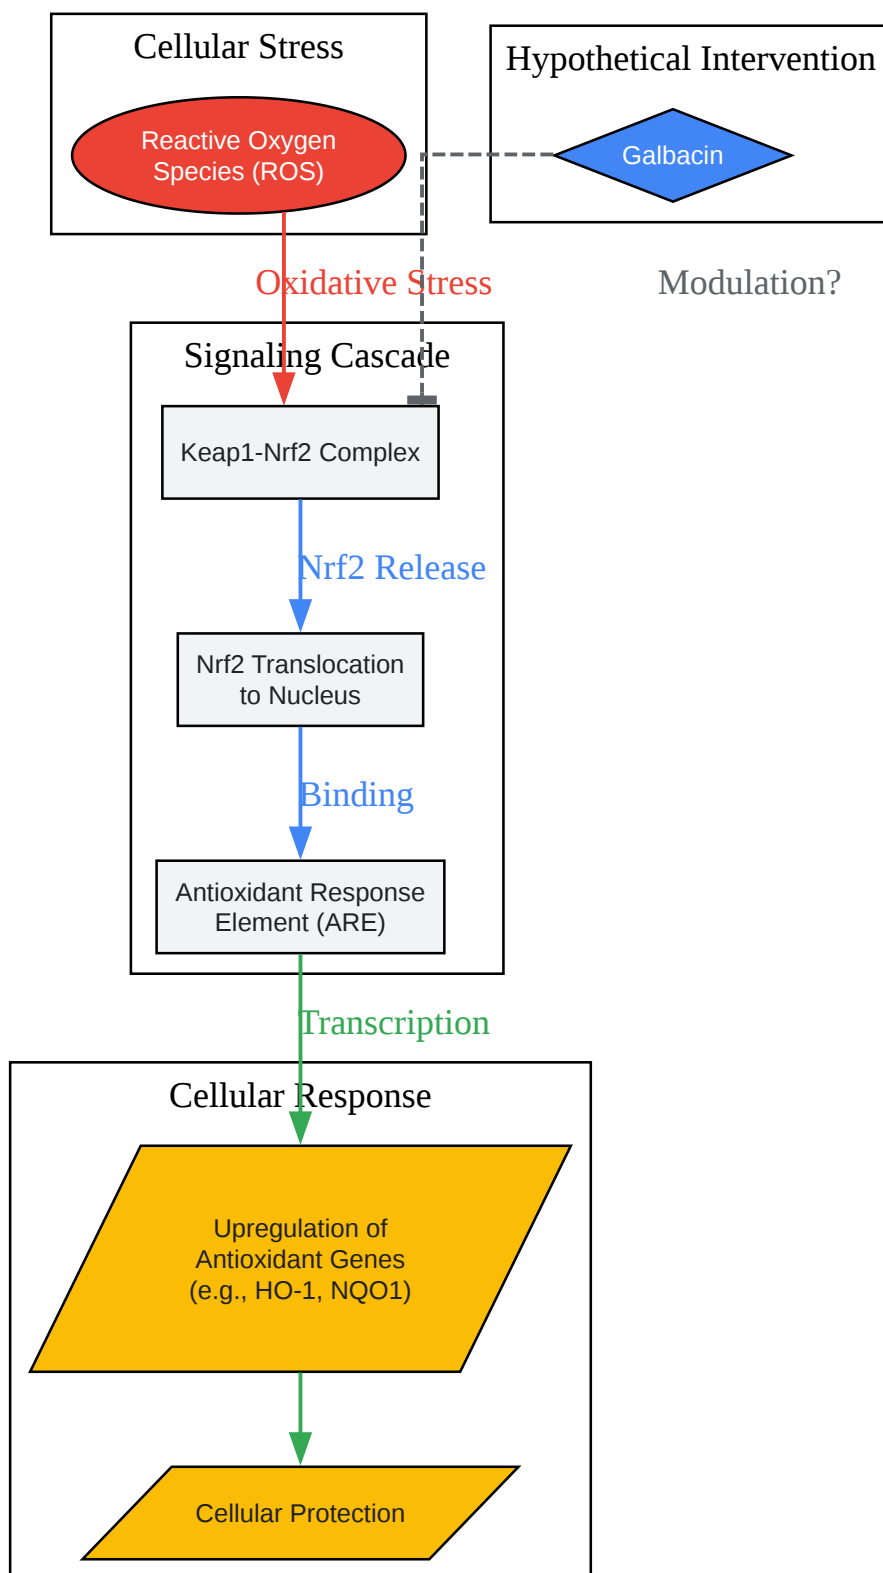 Cellular Stress
Reactive Oxygen
Species (ROS)
Hypothetical Intervention
Galbacin
Oxidative Stress
Modulation?
Signaling Cascade
Keap1-Nrf2 Complex
Nrf2 Release
Nrf2 Translocation
to Nucleus
Binding
Antioxidant Response
Element (ARE)
Transcription
Cellular Response
Upregulation of
Antioxidant Genes
(e.g., HO-1, NQO1)
Cellular Protection